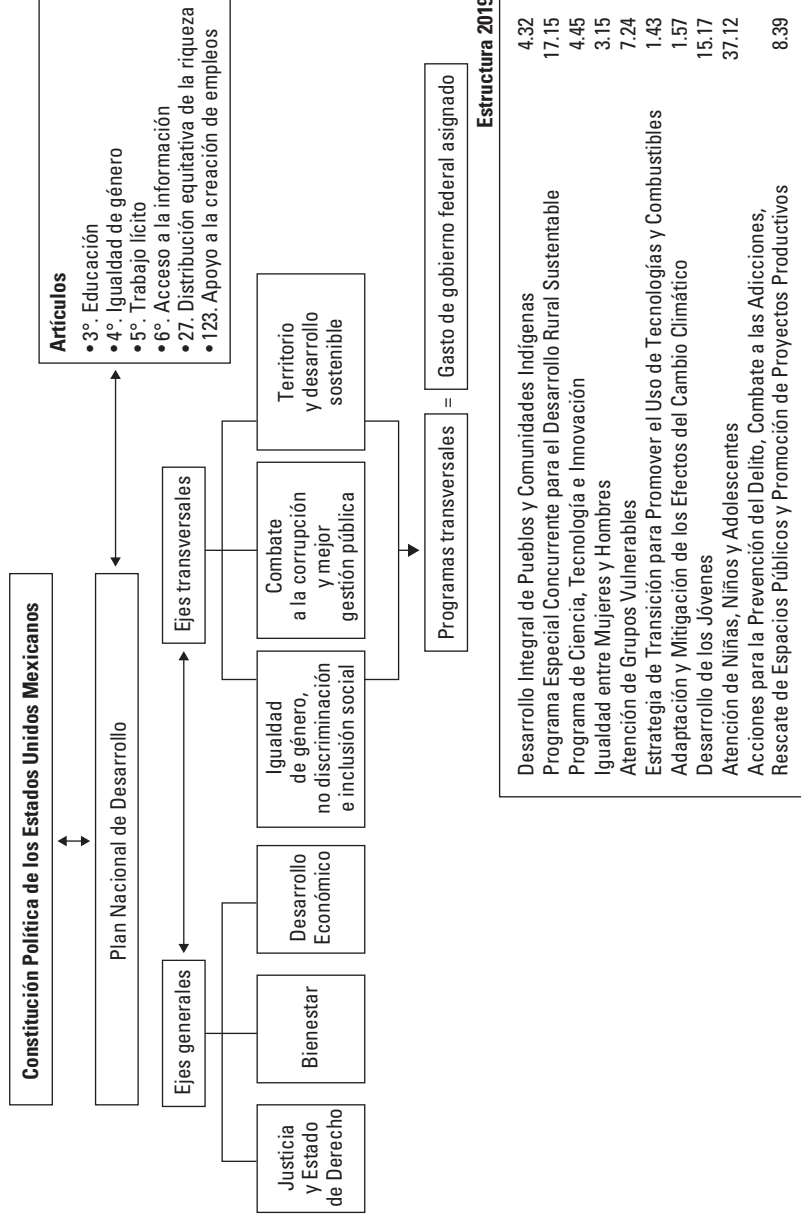 Constitución Política de los Estados Unidos Mexicanos
Plan Nacional de Desarrollo
Artículos
• 3°. Educación
• 4°. Igualdad de género
• 5°. Trabajo lícito
• 6°. Acceso a la información
• 27. Distribución equitativa de la riqueza
• 123. Apoyo a la creación de empleos
Ejes generales
Ejes transversales
Justicia
y Estado
de Derecho
Bienestar
Desarrollo
Económico
Igualdad
de género,
no discriminación
e inclusión social
Combate
a la corrupción
y mejor
gestión pública
Territorio
y desarrollo
sostenible
Programas transversales = Gasto de gobierno federal asignado
Estructura 2019
Desarrollo Integral de Pueblos y Comunidades Indígenas 4.32
Programa Especial Concurrente para el Desarrollo Rural Sustentable 17.15
Programa de Ciencia, Tecnología e Innovación 4.45
Igualdad entre Mujeres y Hombres 3.15
Atención de Grupos Vulnerables 7.24
Estrategia de Transición para Promover el Uso de Tecnologías y Combustibles 1.43
Adaptación y Mitigación de los Efectos del Cambio Climático 1.57
Desarrollo de los Jóvenes 15.17
Atención de Niñas, Niños y Adolescentes 37.12
Acciones para la Prevención del Delito, Combate a las Adicciones,
Rescate de Espacios Públicos y Promoción de Proyectos Productivos 8.39